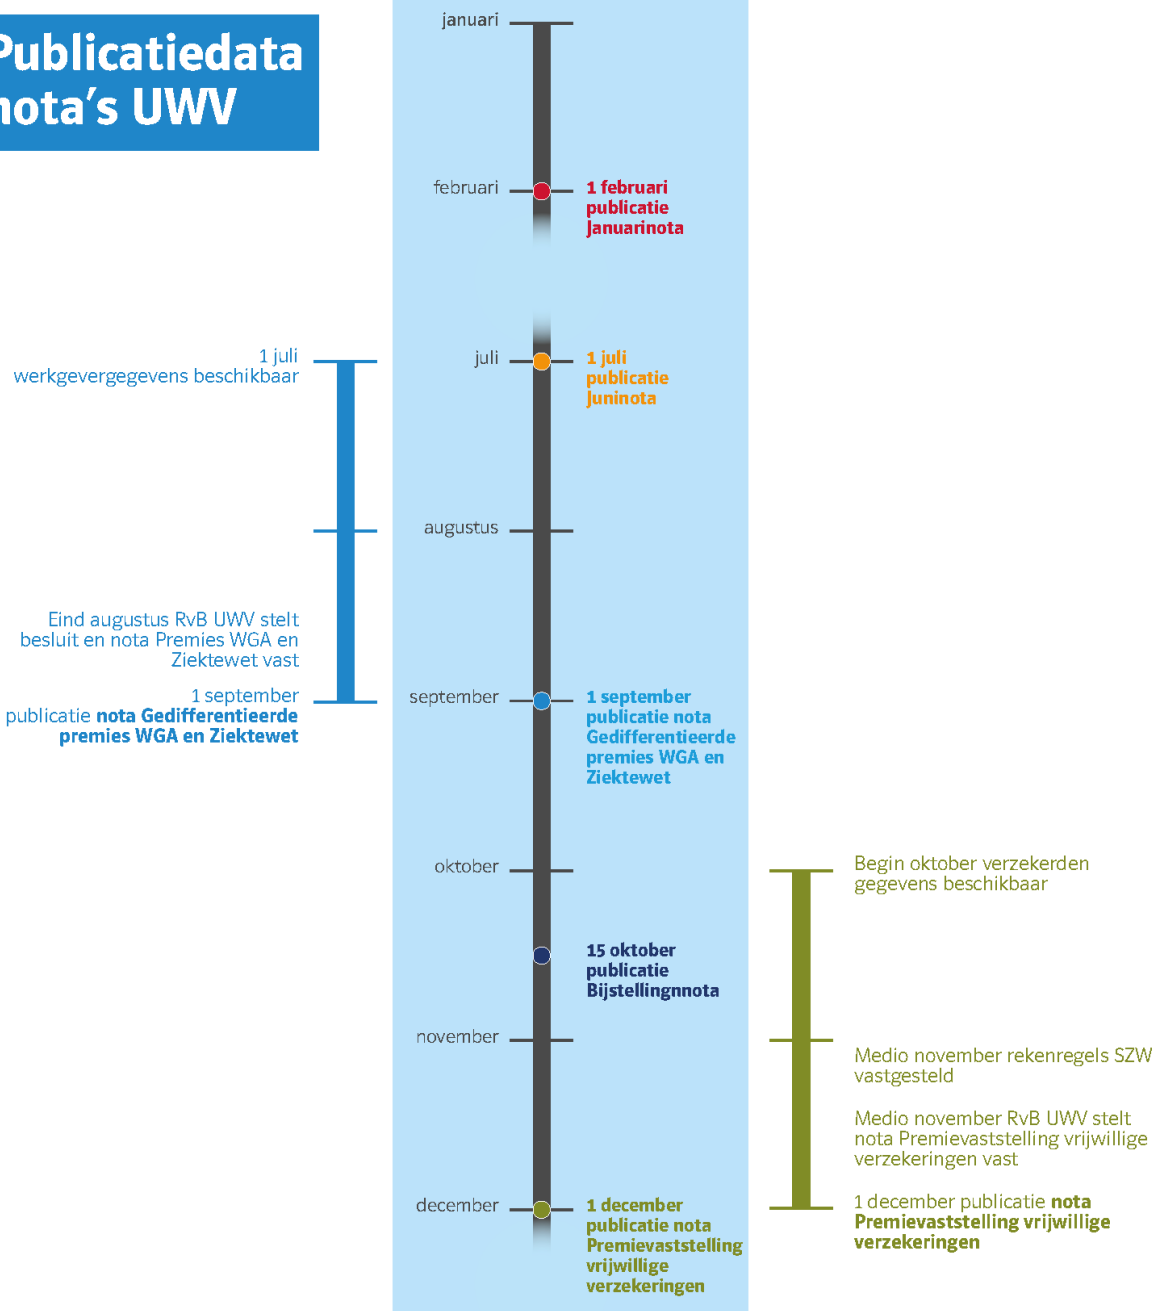 Publicatiedata
nota's UWV
januari
februari
1 februari
publicatie
Januarinota
1 juli
werkgevergegevens beschikbaar
juli
1 juli
publicatie
Juninota
augustus
Eind augustus RvB UWV stelt
besluit en nota Premies WGA en
Ziektewet vast
1 september
publicatie nota Gedifferentieerde
premies WGA en Ziektewet
september
1 september
publicatie nota
Gedifferentieerde
premies WGA en
Ziektewet
oktober
Begin oktober verzekerden
gegevens beschikbaar
15 oktober
publicatie
Bijstellingnnota
november
Medio november rekenregels SZW
vastgesteld
Medio november RvB UWV stelt
nota Premievaststelling vrijwillige
verzekeringen vast
december
1 december
publicatie nota
Premievaststelling
vrijwillige
verzekeringen
1 december publicatie nota
Premievaststelling vrijwillige
verzekeringen